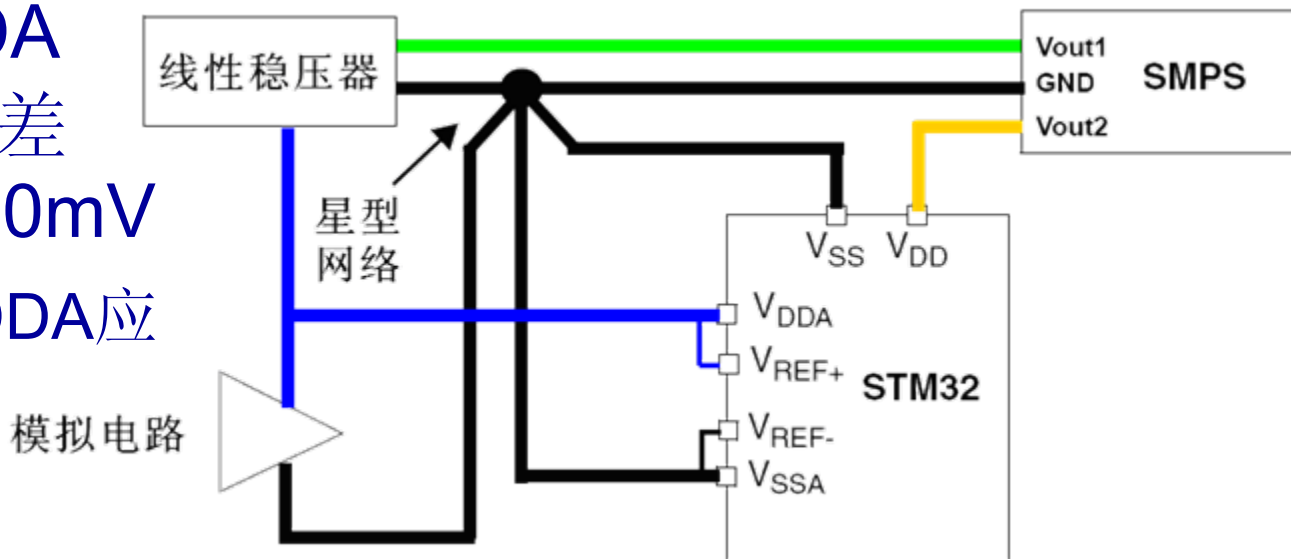 DA
差
0mV
DDA应
线性稳压器
Vout1
GND
SMPS
Vout2
星型
网络
VSS
VDD
VDDA
VREF+
STM32
VREF-
VSSA
模拟电路